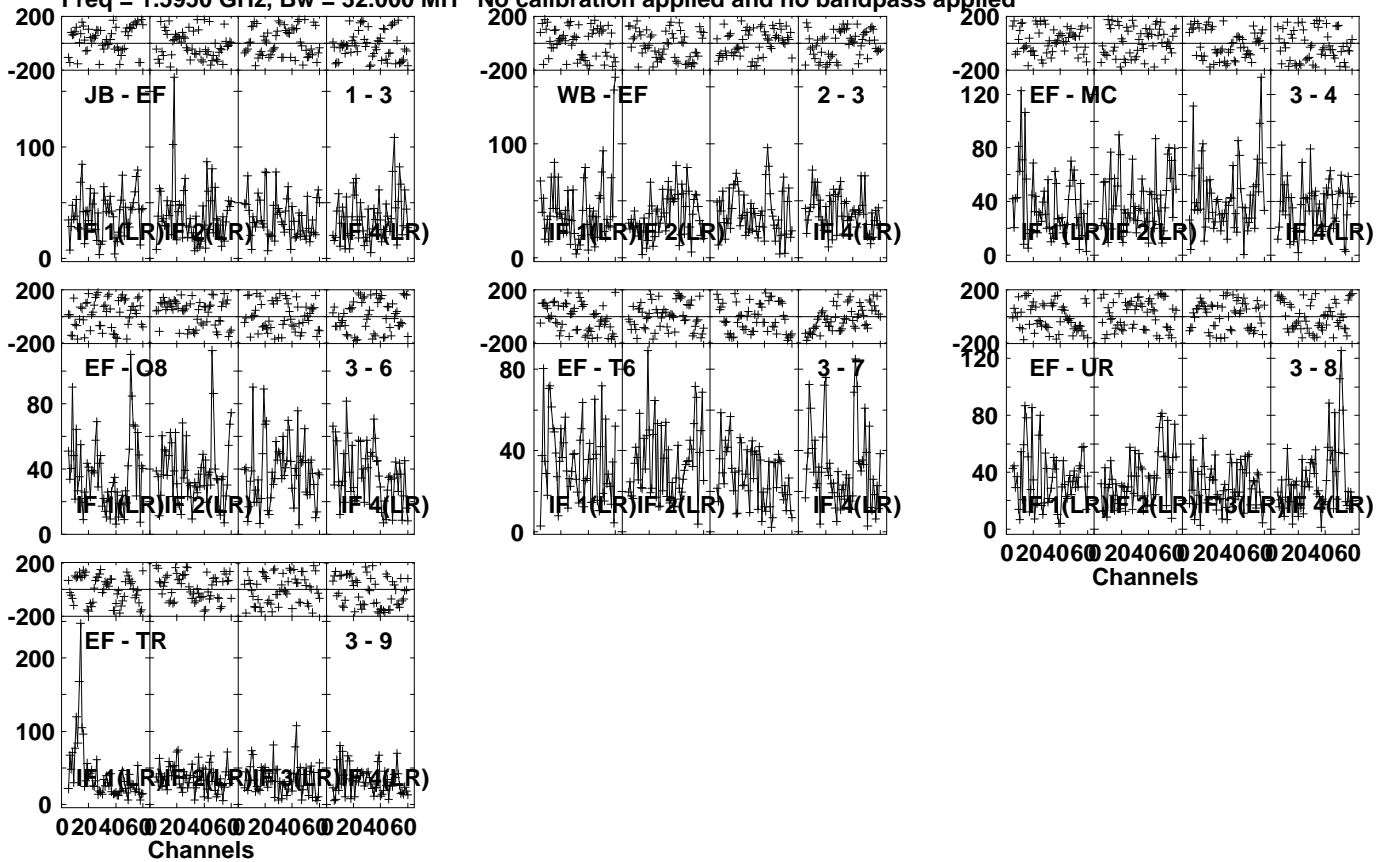 Freq = 1.5950 GHz, Bw = 32.000 MH No calibration applied and no bandpass applied
200
-200
JB - EF 1 - 3
100
0
IF 1(LR) IF 2(LR) IF 4(LR)
WB - EF 2 - 3
100
0
IF 1(LR) IF 2(LR) IF 4(LR)
200
-200
EF - MC 3 - 4
120
80
40
0
IF 1(LR) IF 2(LR) IF 4(LR)
200
-200
EF - O8 3 - 6
80
40
0
IF 1(LR) IF 2(LR) IF 4(LR)
200
-200
EF - T6 3 - 7
80
40
0
IF 1(LR) IF 2(LR) IF 4(LR)
200
-200
EF - UR 3 - 8
120
80
40
0
IF 1(LR) IF 2(LR) IF 3(LR) IF 4(LR)
0 20 40 60 0 20 40 60 0 20 40 60 0 20 40 60
Channels
200
-200
EF - TR 3 - 9
200
200
100
0
IF 1(LR) IF 2(LR) IF 3(LR) IF 4(LR)
0 20 40 60 0 20 40 60 0 20 40 60 0 20 40 60
Channels